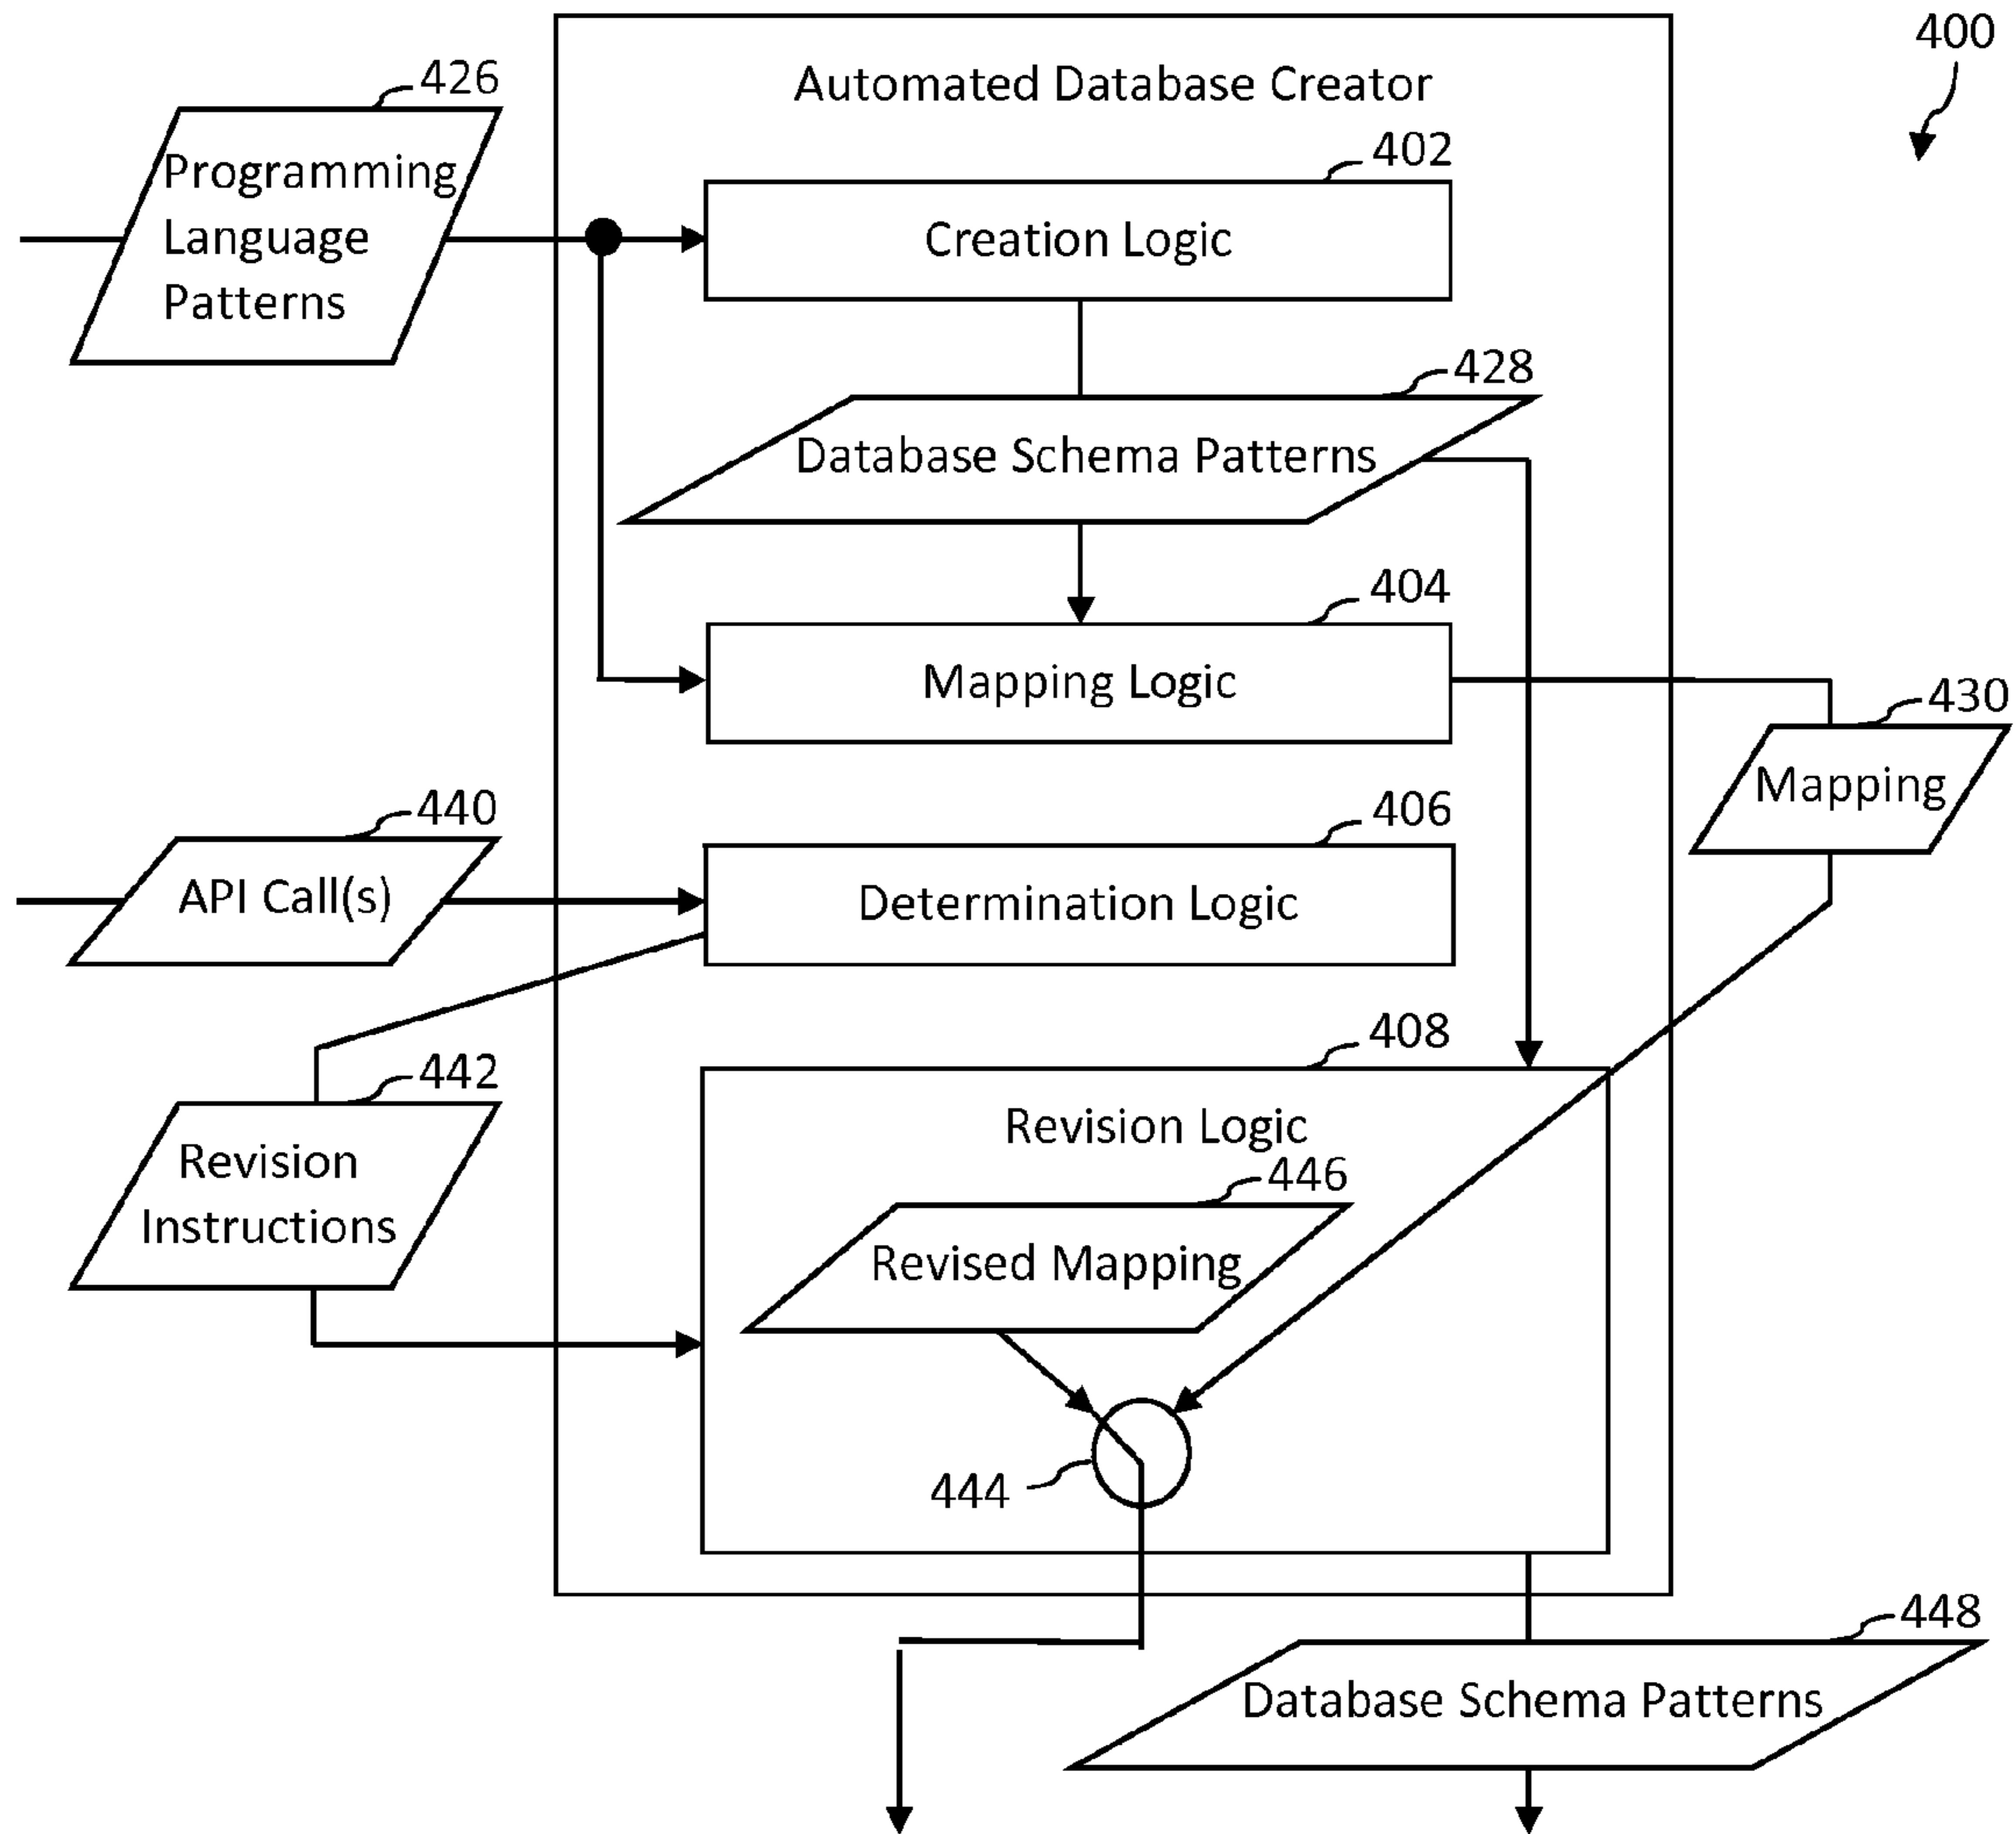 400
Automated Database Creator
426
Programming
Language
Patterns
402
Creation Logic
428
Database Schema Patterns
404
Mapping Logic
430
Mapping
440
API Call(s)
406
Determination Logic
408
Revision Logic
442
Revision
Instructions
446
Revised Mapping
444
448
Database Schema Patterns